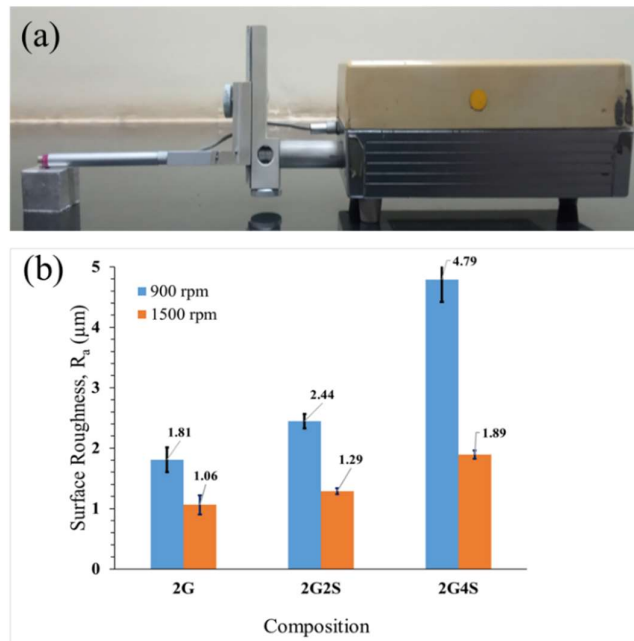 (a)
(b)
Surface Roughness, Rₐ (µm)
5
4
3
2
1
0
900 rpm
1500 rpm
1.81
1.06
2.44
1.29
4.79
1.89
2G
2G2S
2G4S
Composition